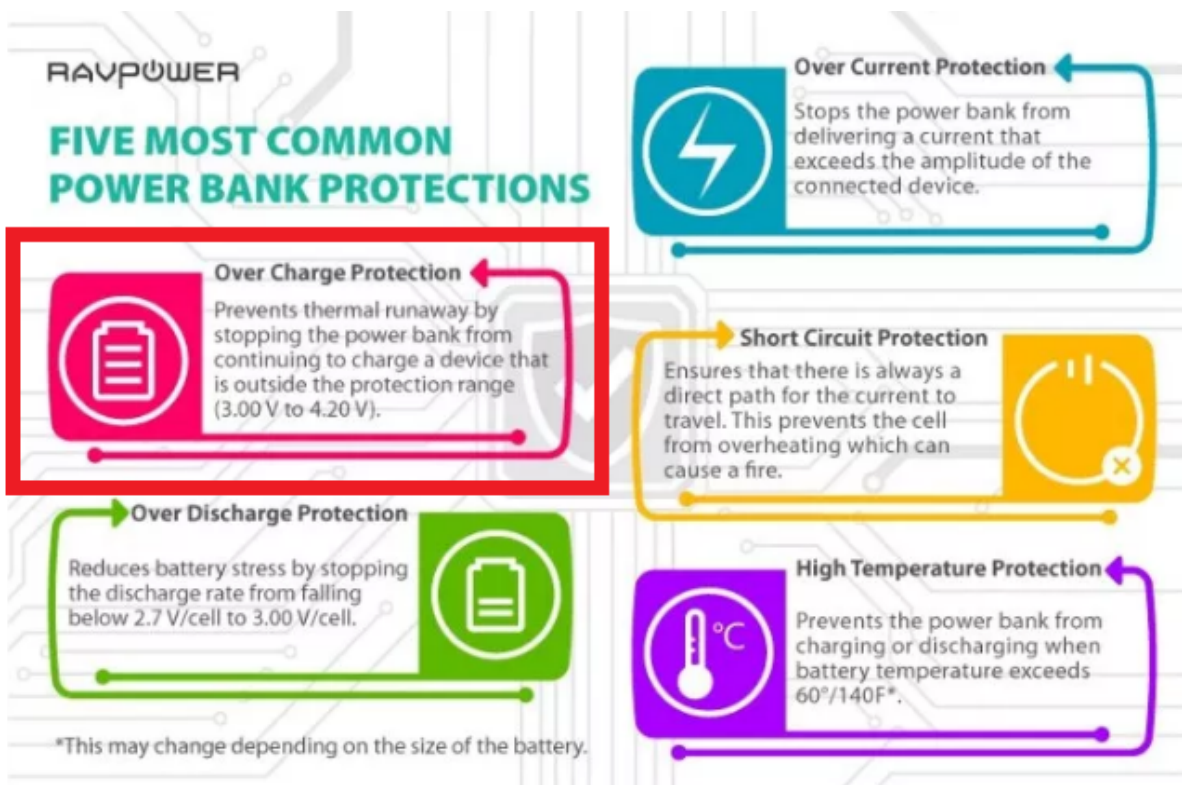 RAVPOWER
FIVE MOST COMMON
POWER BANK PROTECTIONS
Over Charge Protection
Prevents thermal runaway by
stopping the power bank from
continuing to charge a device that
is outside the protection range
(3.00 V to 4.20 V).
Over Discharge Protection
Reduces battery stress by stopping
the discharge rate from falling
below 2.7 V/cell to 3.00 V/cell.
*This may change depending on the size of the battery.
Over Current Protection
Stops the power bank from
delivering a current that
exceeds the amplitude of the
connected device.
Short Circuit Protection
Ensures that there is always a
direct path for the current to
travel. This prevents the cell
from overheating which can
cause a fire.
High Temperature Protection
°C
Prevents the power bank from
charging or discharging when
battery temperature exceeds
60°/140F*.